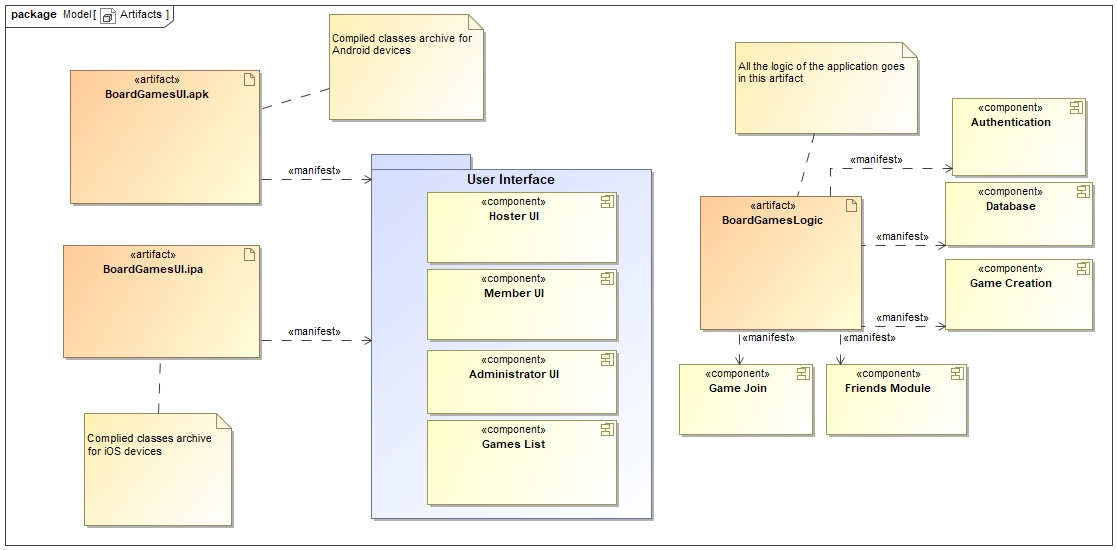 package Model[ Artifacts ]
Compiled classes archive for
Android devices
«artifact»
BoardGamesUI.apk
«manifest»
«artifact»
BoardGamesUI.ipa
«manifest»
Complied classes archive
for iOS devices
User Interface
«component»
Hoster UI
«component»
Member UI
«component»
Administrator UI
«component»
Games List
All the logic of the application goes
in this artifact
«artifact»
BoardGamesLogic
«manifest»
«component»
Authentication
«manifest»
«component»
Database
«manifest»
«component»
Game Creation
«manifest»
«component»
Game Join
«manifest»
«component»
Friends Module